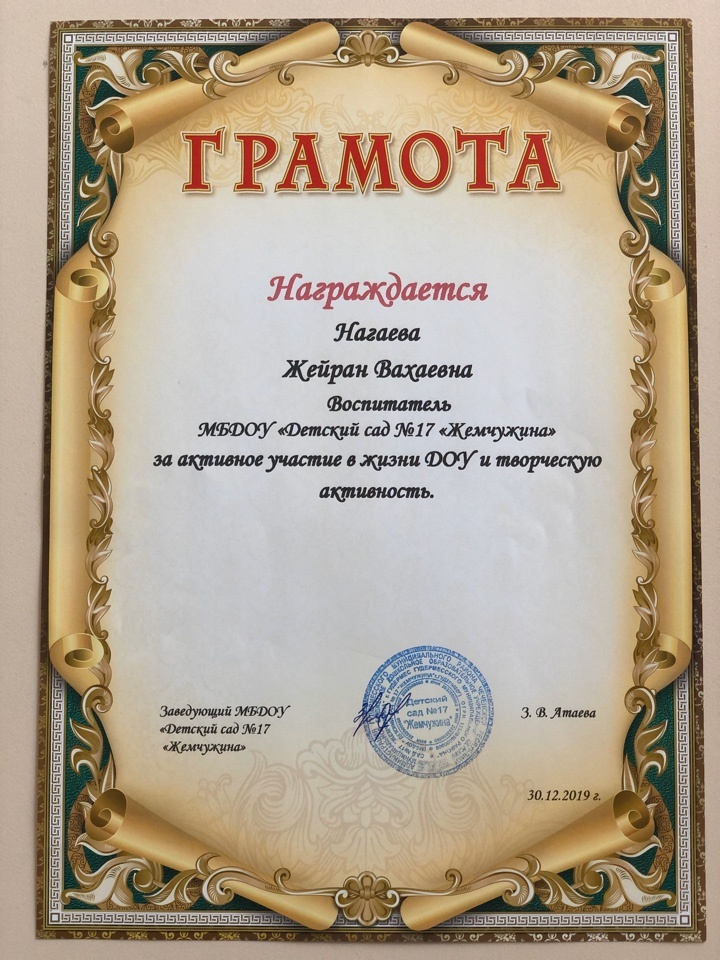 ГРАМОТА
Награждается
Нагаева
Жейран Вахаевна
Воспитатель
МБДОУ «Детский сад №17 «Жемчужина»
за активное участие в жизни ДОУ и творческую
активность.
Заведующий МБДОУ
«Детский сад №17
«Жемчужина»
Детский
сад №17
"Жемчужина"
З. В. Атаева
30.12.2019 г.